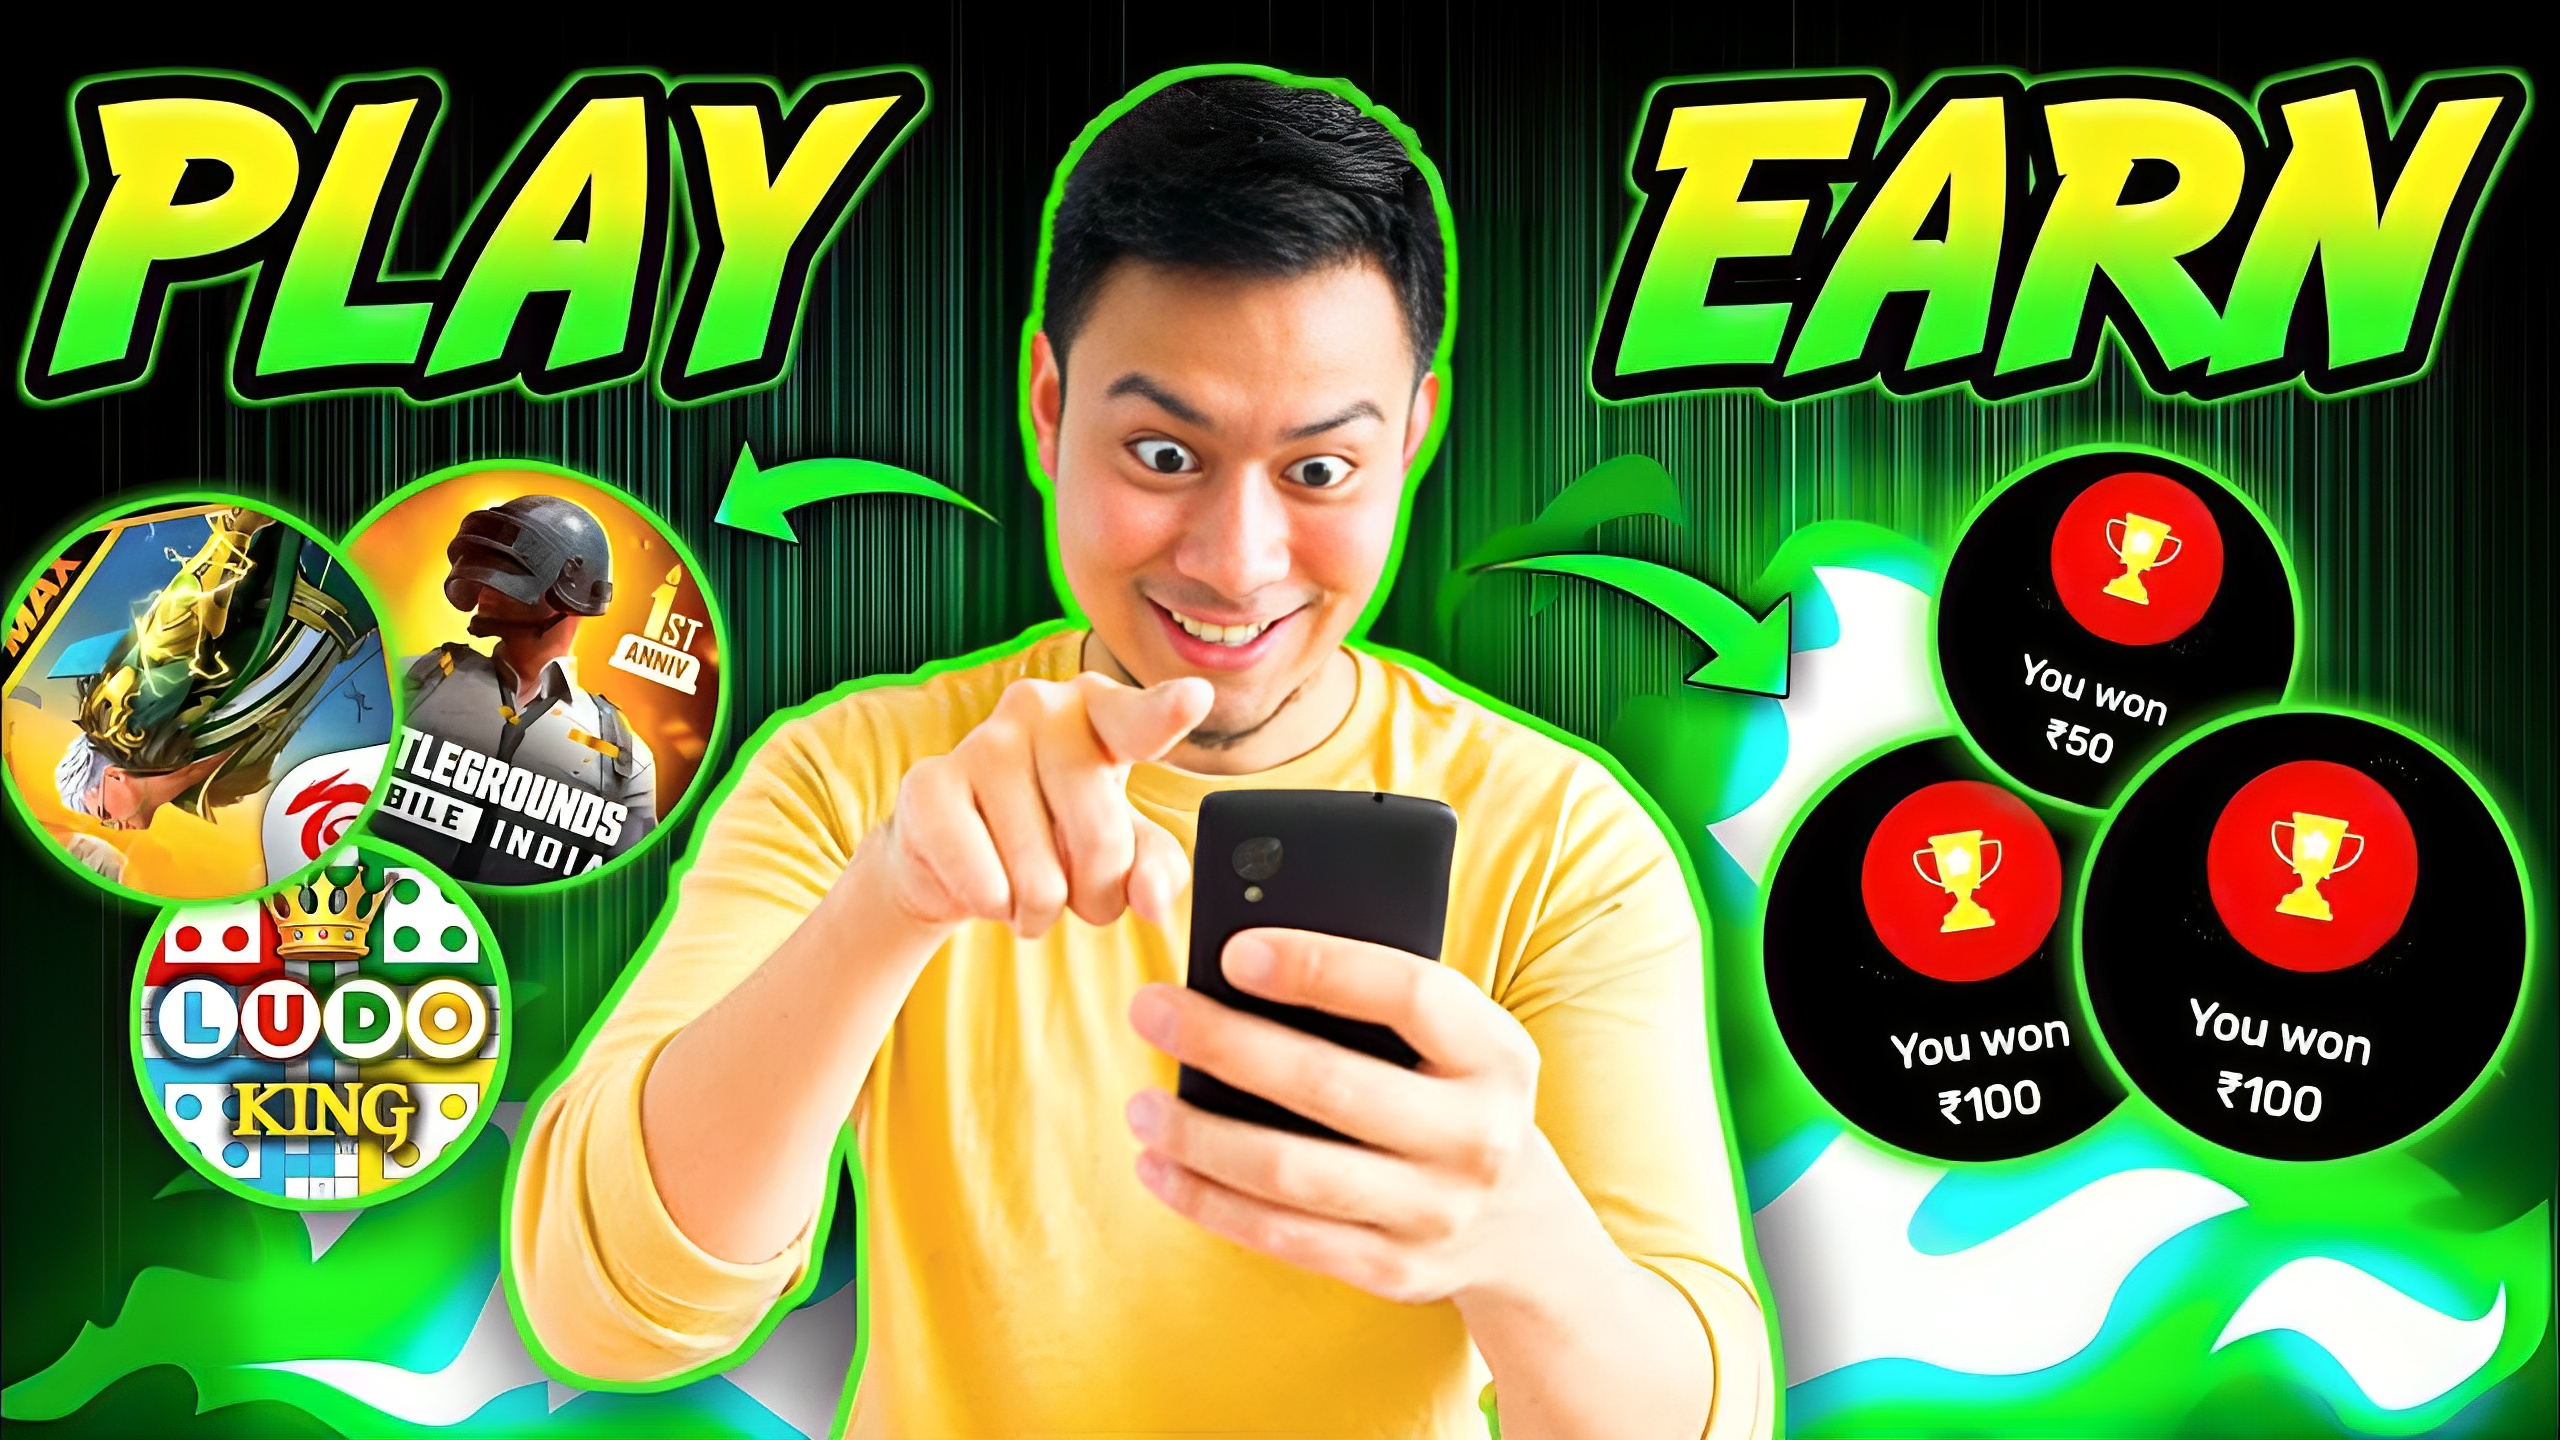 PLAY
EARN
MAX
1ST
ANNIV
TLEGROUNDS
BILE INDIA
LUDO
KING
You won
₹50
You won
₹100
You won
₹100